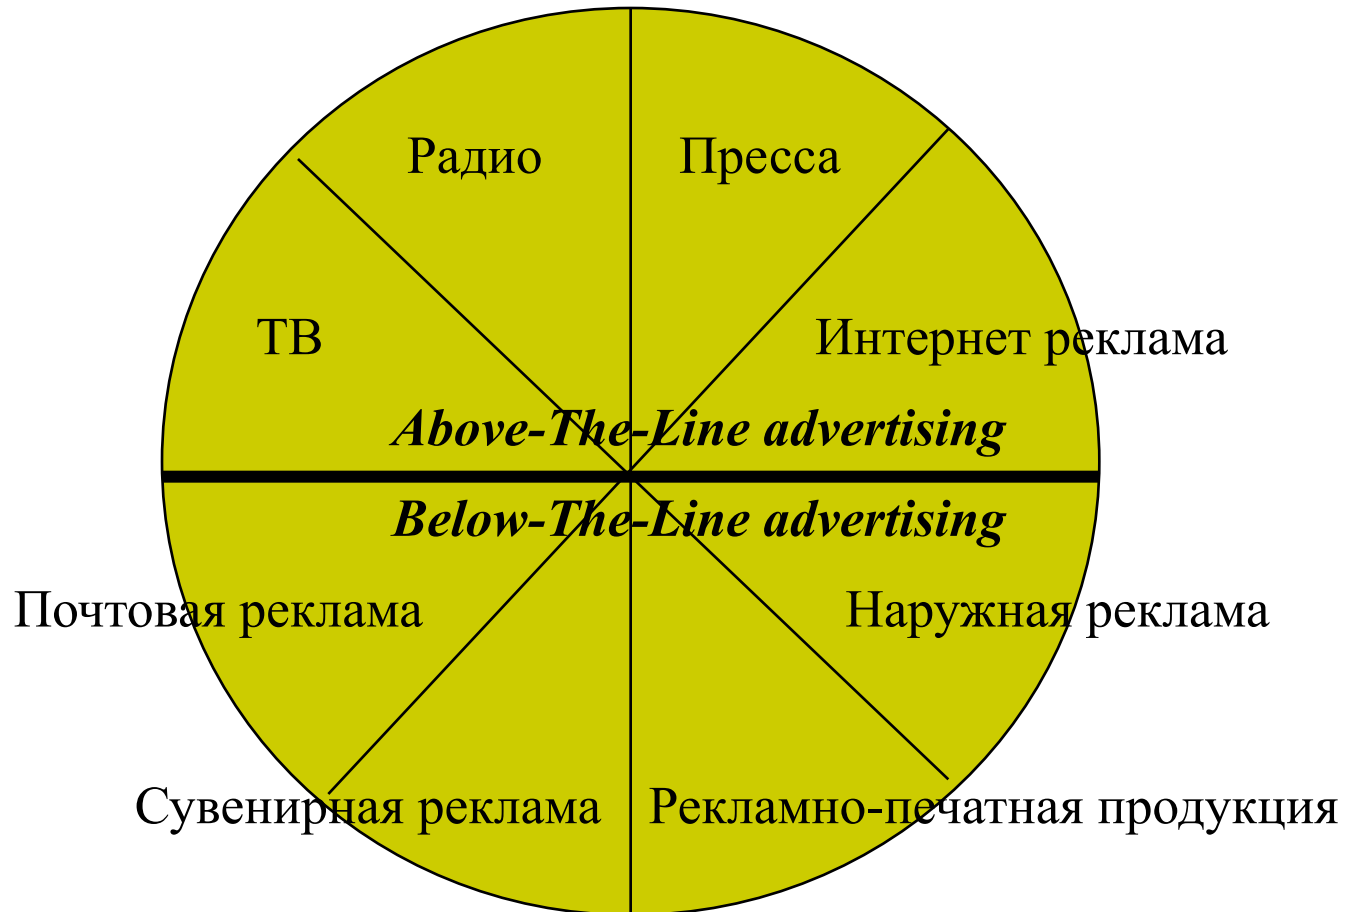 Радио
Пресса
ТВ
Интернет реклама
Above-The-Line advertising
Below-The-Line advertising
Почтовая реклама
Наружная реклама
Сувенирная реклама
Рекламно-печатная продукция